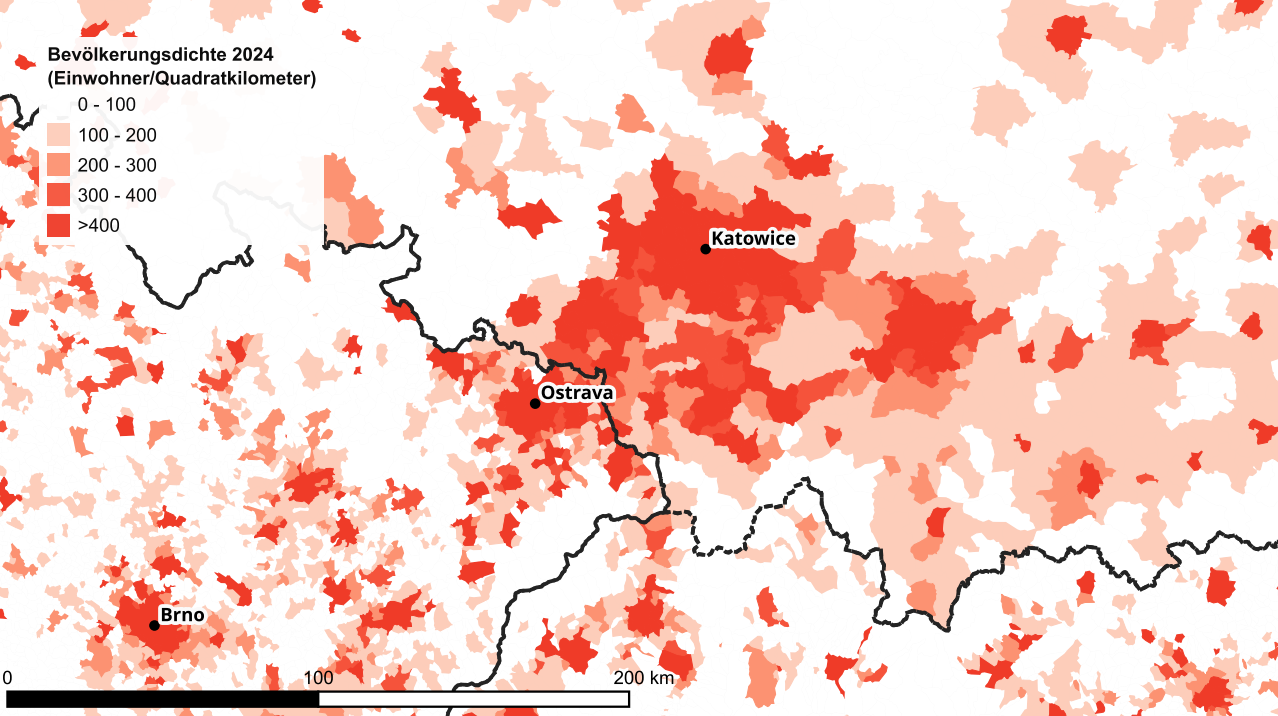 Bevölkerungsdichte 2024
(Einwohner/Quadratkilometer)
0 - 100
100 - 200
200 - 300
300 - 400
>400
Katowice
Ostrava
Brno
0 100 200 km